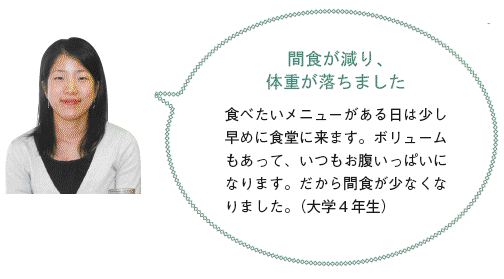 間食が減り、
体重が落ちました
食べたいメニューがある日は少し
早めに食堂に来ます。ボリューム
もあって、いつもお腹いっぱいに
なります。だから間食が少なくな
りました。(大学4年生)